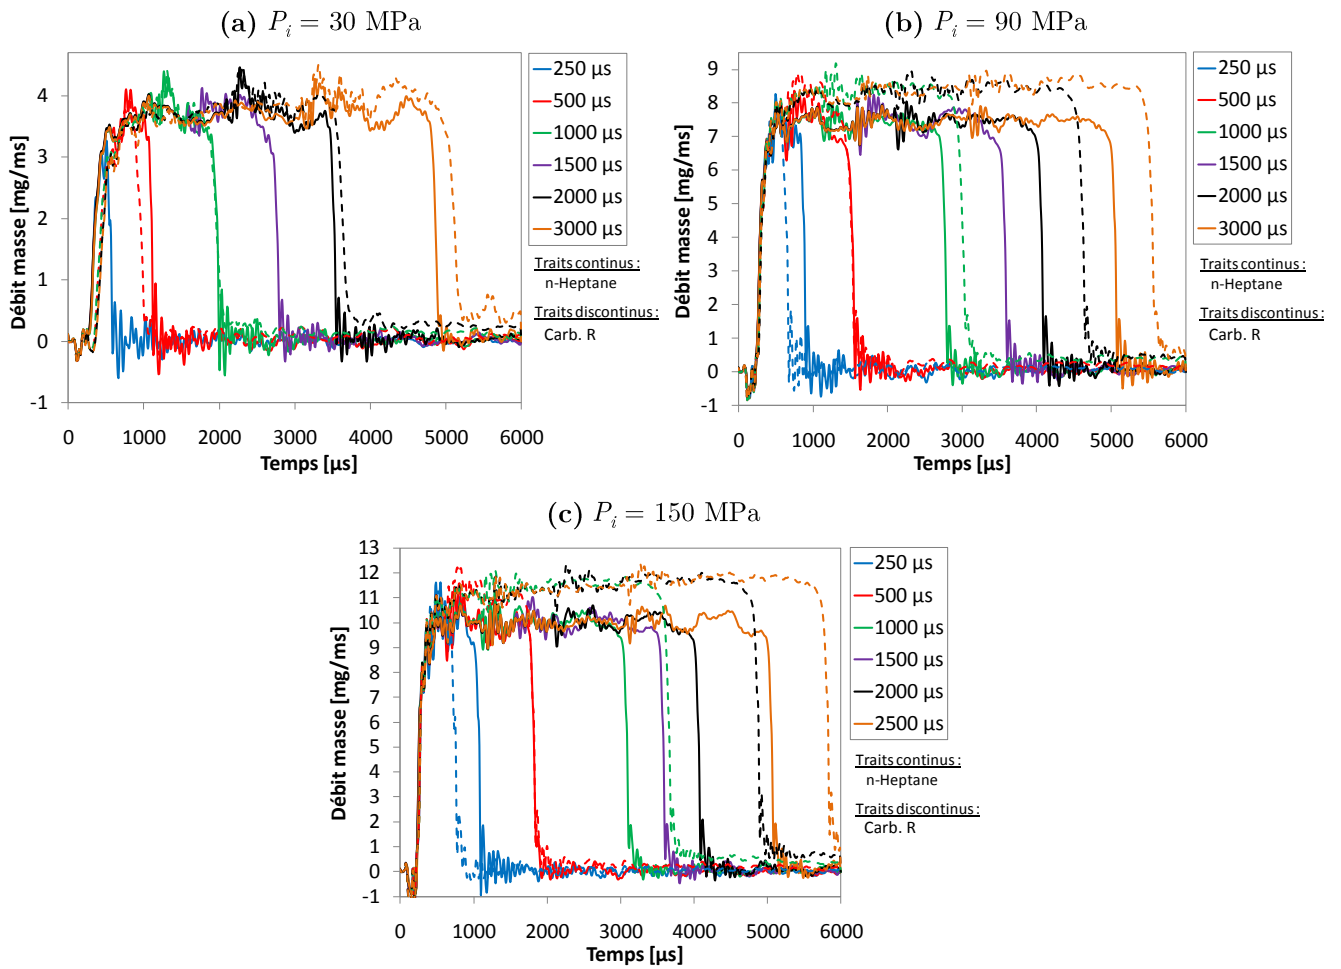 (a) P_i = 30 MPa
Débit masse [mg/ms]
5
4
3
2
1
0
-1
0 1000 2000 3000 4000 5000 6000
Temps [µs]
250 µs
500 µs
1000 µs
1500 µs
2000 µs
3000 µs
Traits continus :
n-Heptane
Traits discontinus :
Carb. R
(b) P_i = 90 MPa
Débit masse [mg/ms]
9
8
7
6
5
4
3
2
1
0
-1
0 1000 2000 3000 4000 5000 6000
Temps [µs]
250 µs
500 µs
1000 µs
1500 µs
2000 µs
3000 µs
Traits continus :
n-Heptane
Traits discontinus :
Carb. R
(c) P_i = 150 MPa
Débit masse [mg/ms]
13
12
11
10
9
8
7
6
5
4
3
2
1
0
-1
0 1000 2000 3000 4000 5000 6000
Temps [µs]
250 µs
500 µs
1000 µs
1500 µs
2000 µs
2500 µs
Traits continus :
n-Heptane
Traits discontinus :
Carb. R